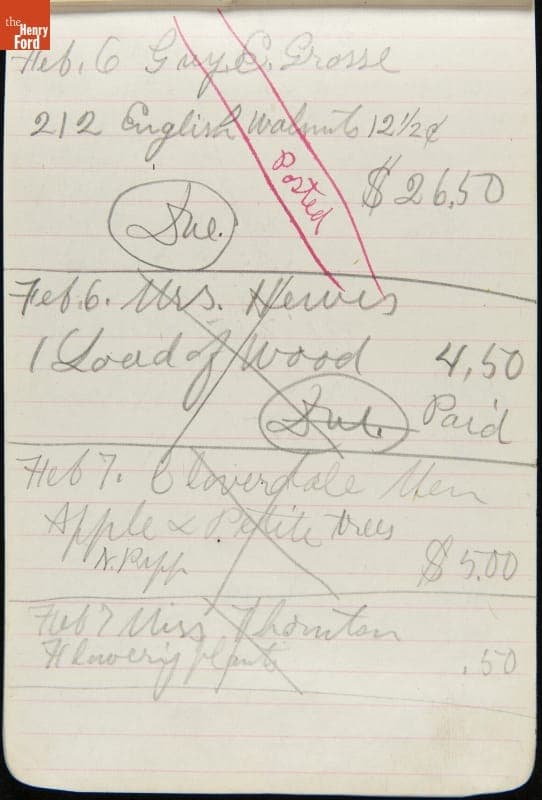 the
Henry
Ford
Feb. 6 Guy E. Grosse
212 English Walnuts 12½¢
Posted
$26.50
Due.
Feb. 6. Mrs. Hewes
1 Load of Wood 4.50
Due. Paid
Feb 7. Cloverdale Men
Apple & Petite trees
N. Pipp
$5.00
Feb 7 Miss Thornton
Flowering plants .50